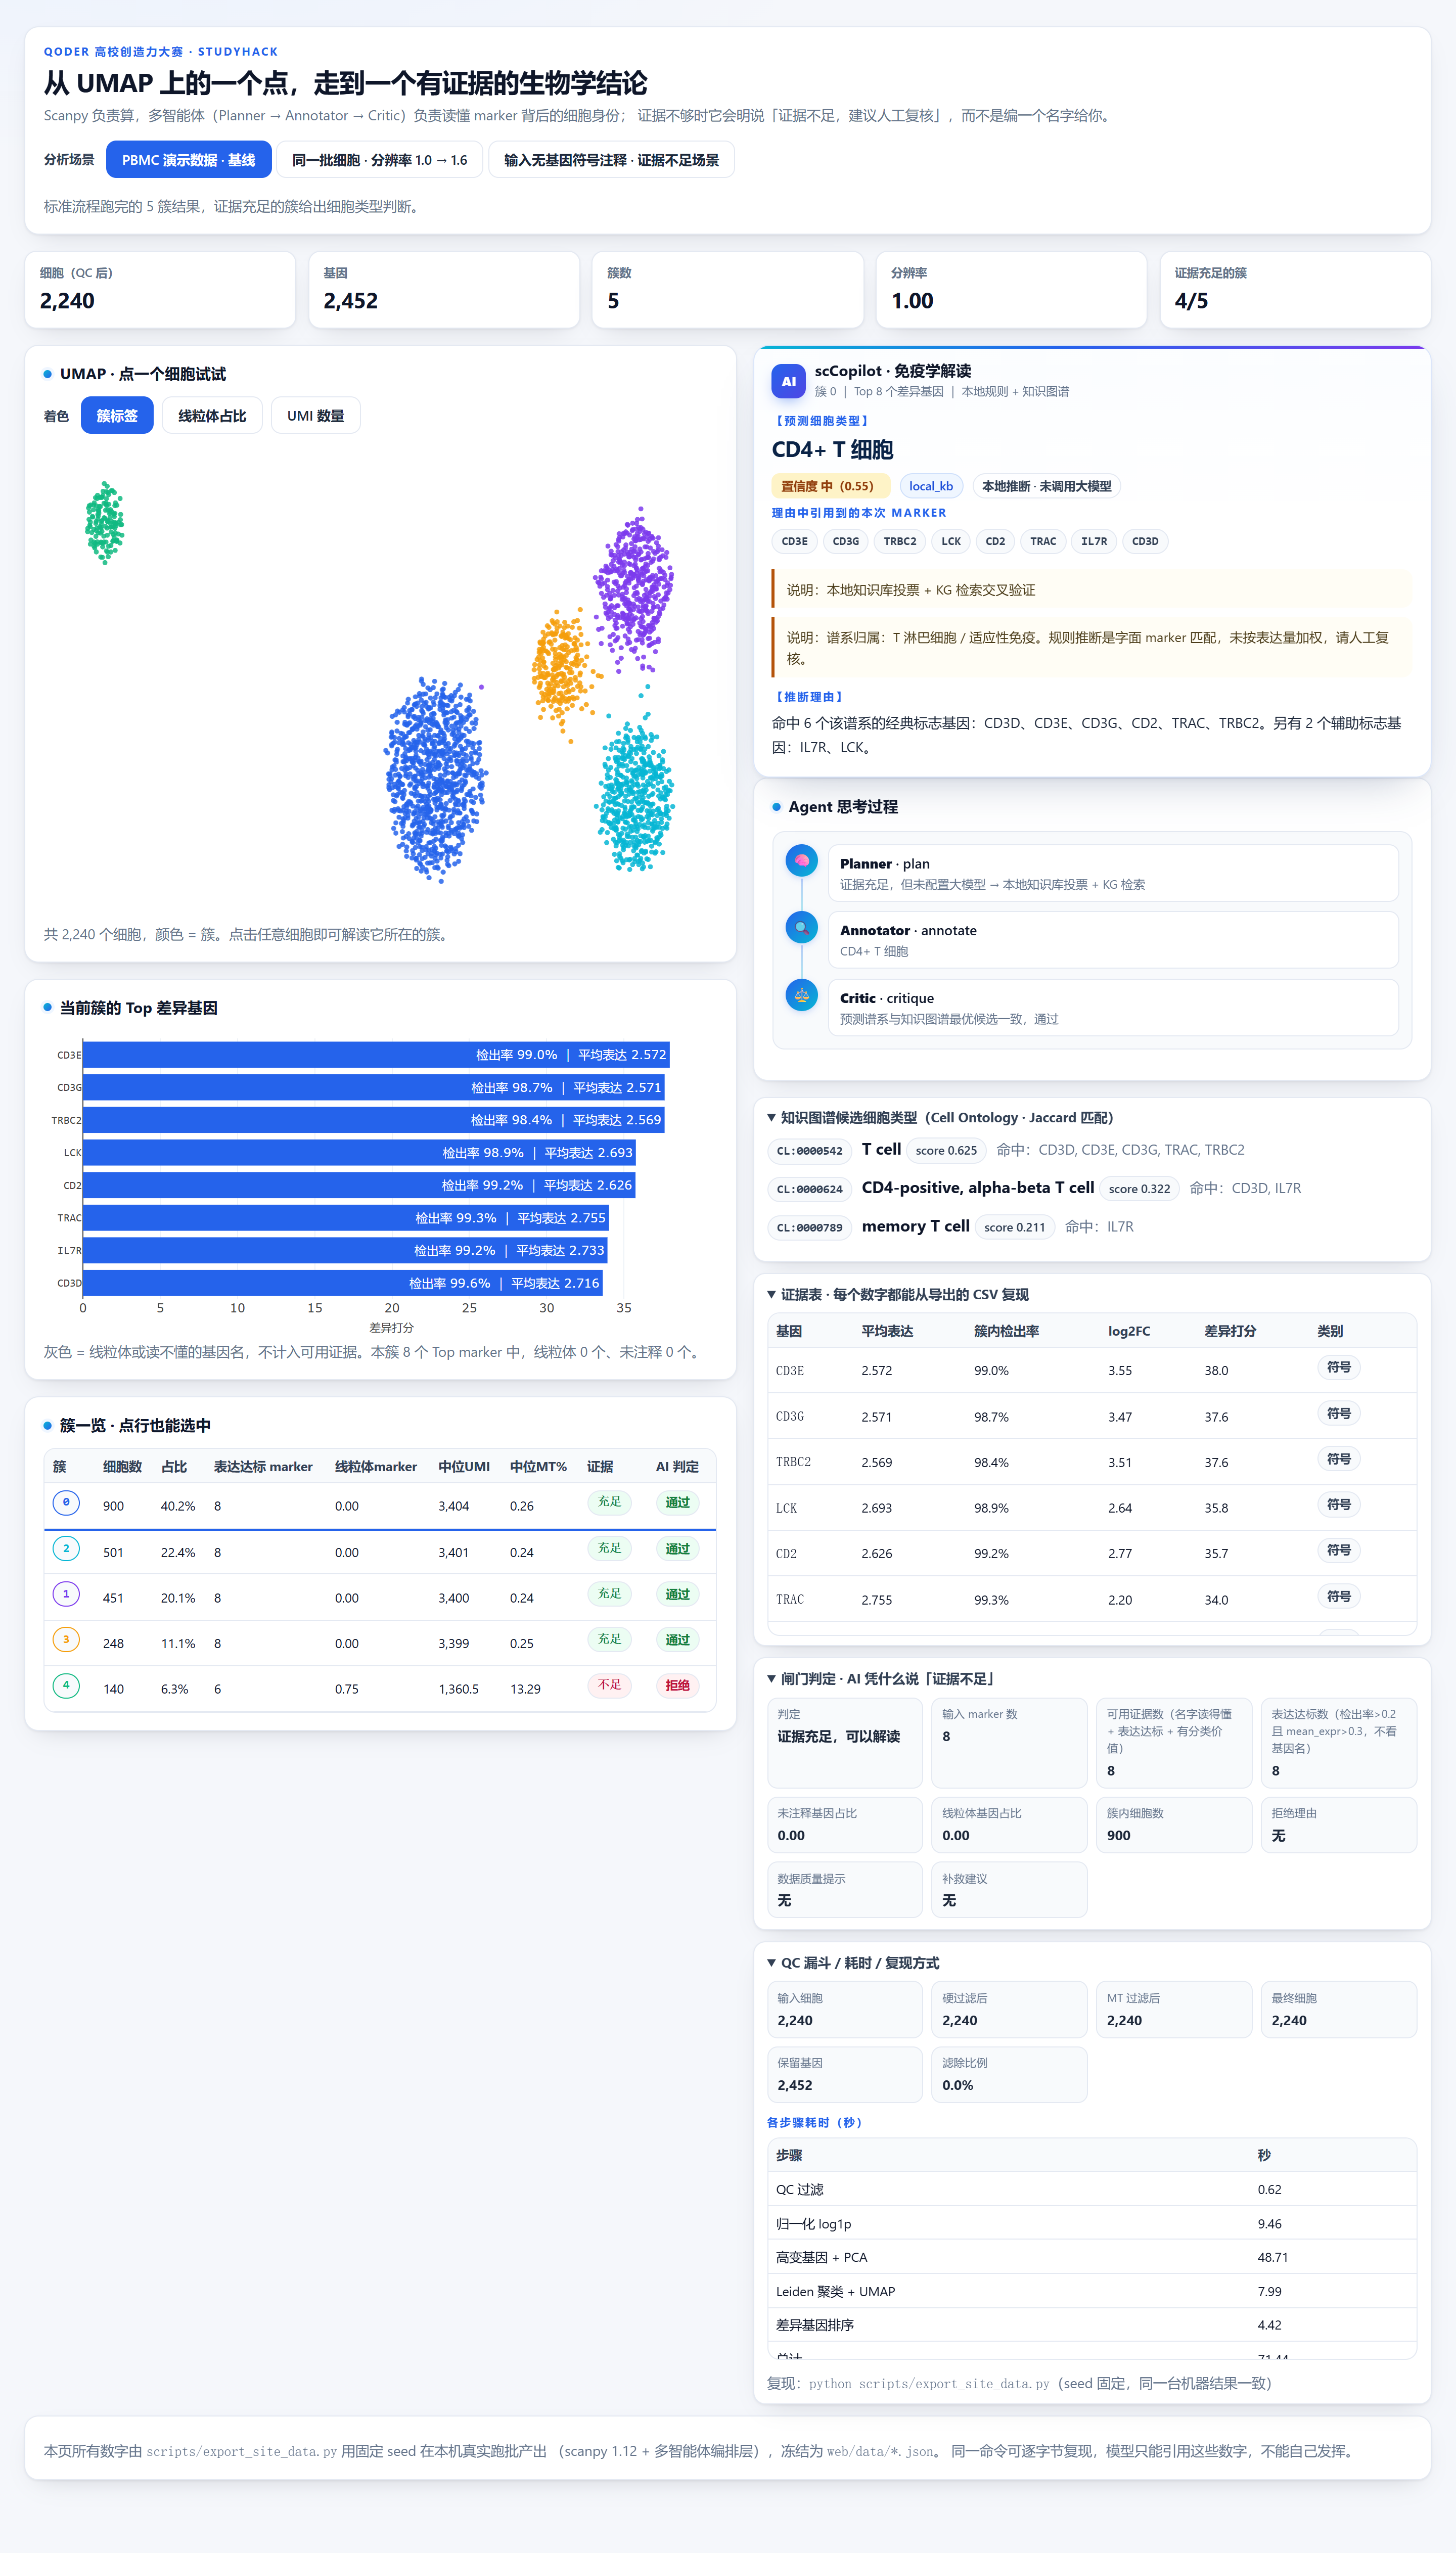 QODER 高校创造力大赛 · STUDYHACK
从 UMAP 上的一个点，走到一个有证据的生物学结论
Scanpy 负责算，多智能体（Planner → Annotator → Critic）负责读懂 marker 背后的细胞身份； 证据不够时它会明说「证据不足，建议人工复核」，而不是编一个名字给你。
分析场景
PBMC 演示数据 · 基线
同一批细胞 · 分辨率 1.0 → 1.6
输入无基因符号注释 · 证据不足场景
标准流程跑完的 5 簇结果，证据充足的簇给出细胞类型判断。
细胞（QC 后）
2,240
基因
2,452
簇数
5
分辨率
1.00
证据充足的簇
4/5
UMAP · 点一个细胞试试
着色
簇标签
线粒体占比
UMI 数量
共 2,240 个细胞，颜色 = 簇。点击任意细胞即可解读它所在的簇。
当前簇的 Top 差异基因
CD3E 检出率 99.0% ｜ 平均表达 2.572
CD3G 检出率 98.7% ｜ 平均表达 2.571
TRBC2 检出率 98.4% ｜ 平均表达 2.569
LCK 检出率 98.9% ｜ 平均表达 2.693
CD2 检出率 99.2% ｜ 平均表达 2.626
TRAC 检出率 99.3% ｜ 平均表达 2.755
IL7R 检出率 99.2% ｜ 平均表达 2.733
CD3D 检出率 99.6% ｜ 平均表达 2.716
0 5 10 15 20 25 30 35
差异打分
灰色 = 线粒体或读不懂的基因名，不计入可用证据。本簇 8 个 Top marker 中，线粒体 0 个、未注释 0 个。
簇一览 · 点行也能选中
簇 细胞数 占比 表达达标 marker 线粒体marker 中位UMI 中位MT% 证据 AI 判定
0 900 40.2% 8 0.00 3,404 0.26 充足 通过
2 501 22.4% 8 0.00 3,401 0.24 充足 通过
1 451 20.1% 8 0.00 3,400 0.24 充足 通过
3 248 11.1% 8 0.00 3,399 0.25 充足 通过
4 140 6.3% 6 0.75 1,360.5 13.29 不足 拒绝
AI
scCopilot · 免疫学解读
簇 0 ｜ Top 8 个差异基因 ｜ 本地规则 + 知识图谱
【预测细胞类型】
CD4+ T 细胞
置信度 中（0.55）
local_kb
本地推断 · 未调用大模型
理由中引用到的本次 MARKER
CD3E CD3G TRBC2 LCK CD2 TRAC IL7R CD3D
说明：本地知识库投票 + KG 检索交叉验证
说明：谱系归属：T 淋巴细胞 / 适应性免疫。规则推断是字面 marker 匹配，未按表达量加权，请人工复
核。
【推断理由】
命中 6 个该谱系的经典标志基因：CD3D、CD3E、CD3G、CD2、TRAC、TRBC2。另有 2 个辅助标志基
因：IL7R、LCK。
Agent 思考过程
Planner · plan
证据充足，但未配置大模型 → 本地知识库投票 + KG 检索
Annotator · annotate
CD4+ T 细胞
Critic · critique
预测谱系与知识图谱最优候选一致，通过
▼ 知识图谱候选细胞类型（Cell Ontology · Jaccard 匹配）
CL:0000542 T cell score 0.625 命中：CD3D, CD3E, CD3G, TRAC, TRBC2
CL:0000624 CD4-positive, alpha-beta T cell score 0.322 命中：CD3D, IL7R
CL:0000789 memory T cell score 0.211 命中：IL7R
▼ 证据表 · 每个数字都能从导出的 CSV 复现
基因 平均表达 簇内检出率 log2FC 差异打分 类别
CD3E 2.572 99.0% 3.55 38.0 符号
CD3G 2.571 98.7% 3.47 37.6 符号
TRBC2 2.569 98.4% 3.51 37.6 符号
LCK 2.693 98.9% 2.64 35.8 符号
CD2 2.626 99.2% 2.77 35.7 符号
TRAC 2.755 99.3% 2.20 34.0 符号
▼ 闸门判定 · AI 凭什么说「证据不足」
判定
证据充足，可以解读
输入 marker 数
8
可用证据数（名字读得懂
+ 表达达标 + 有分类价
值）
8
表达达标数（检出率>0.2
且 mean_expr>0.3，不看
基因名）
8
未注释基因占比
0.00
线粒体基因占比
0.00
簇内细胞数
900
拒绝理由
无
数据质量提示
无
补救建议
无
▼ QC 漏斗 / 耗时 / 复现方式
输入细胞
2,240
硬过滤后
2,240
MT 过滤后
2,240
最终细胞
2,240
保留基因
2,452
滤除比例
0.0%
各步骤耗时（秒）
步骤 秒
QC 过滤 0.62
归一化 log1p 9.46
高变基因 + PCA 48.71
Leiden 聚类 + UMAP 7.99
差异基因排序 4.42
总计 71.44
复现：python scripts/export_site_data.py（seed 固定，同一台机器结果一致）
本页所有数字由 scripts/export_site_data.py 用固定 seed 在本机真实跑批产出 （scanpy 1.12 + 多智能体编排层），冻结为 web/data/*.json。 同一命令可逐字节复现，模型只能引用这些数字，不能自己发挥。